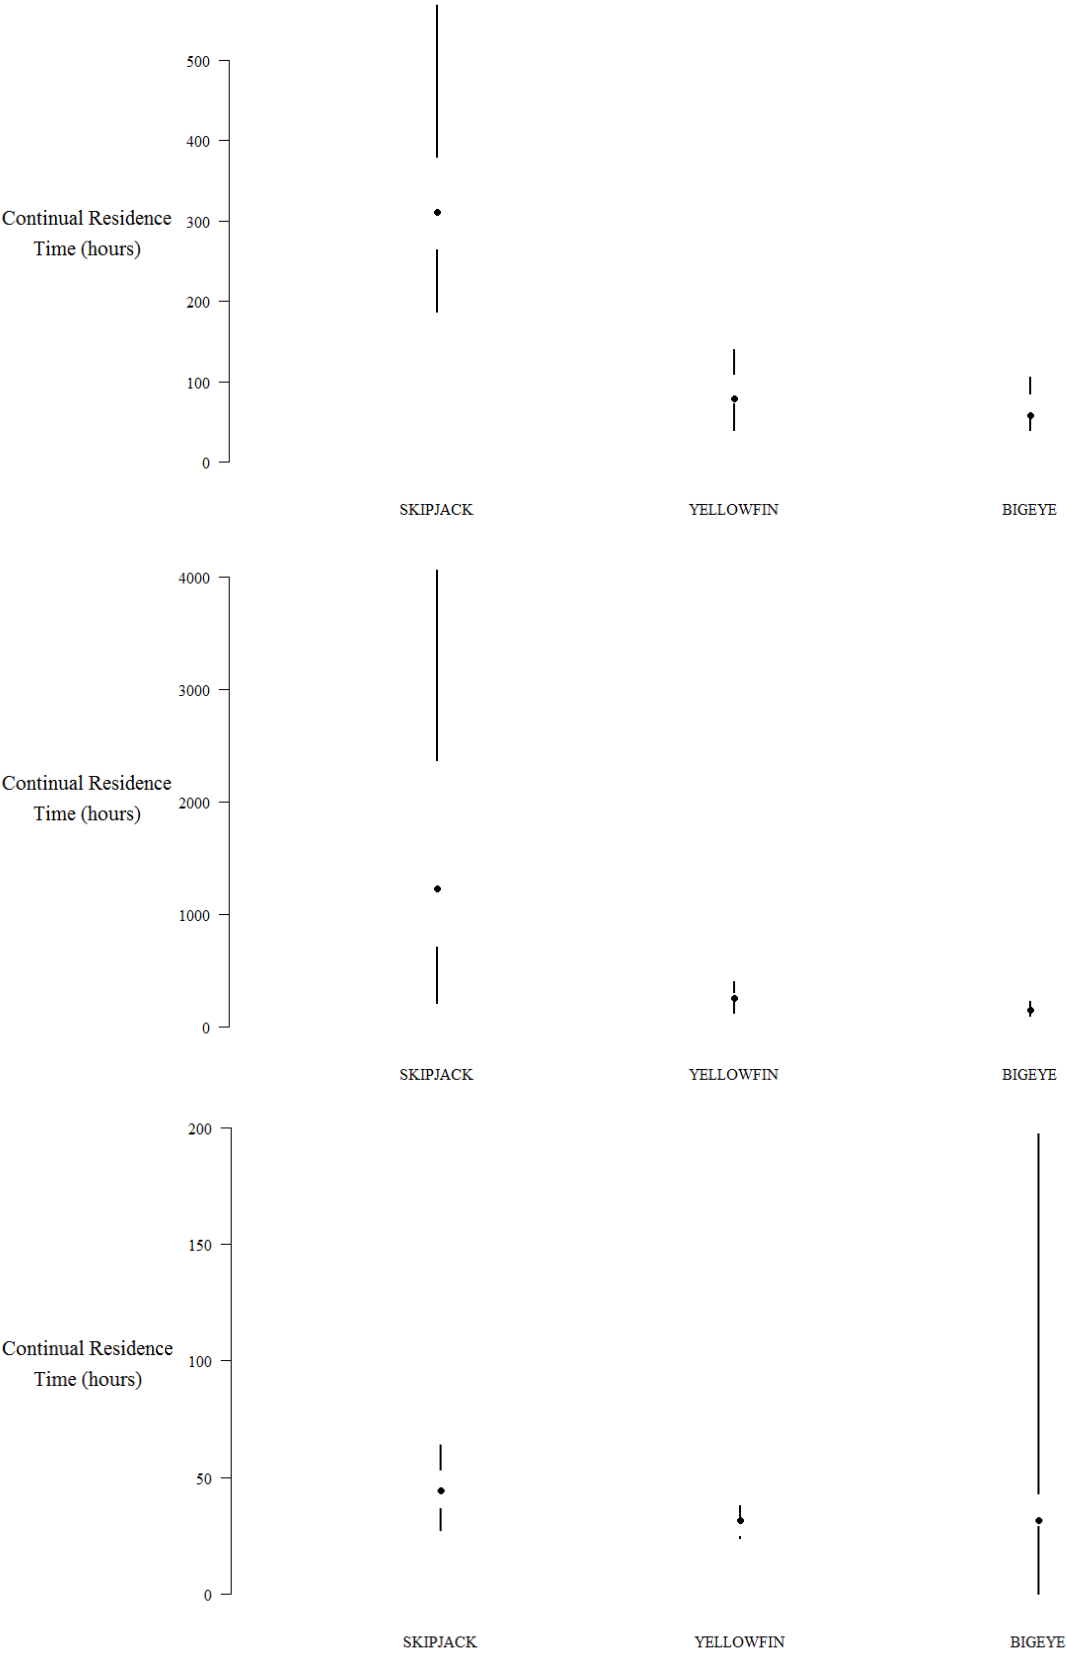 500
400
Continual Residence
300
Time (hours)
200
100
0
SKIPJACK YELLOWFIN BIGEYE
4000
3000
Continual Residence
2000
Time (hours)
1000
0
SKIPJACK YELLOWFIN BIGEYE
200
150
Continual Residence
100
Time (hours)
50
0
SKIPJACK YELLOWFIN BIGEYE